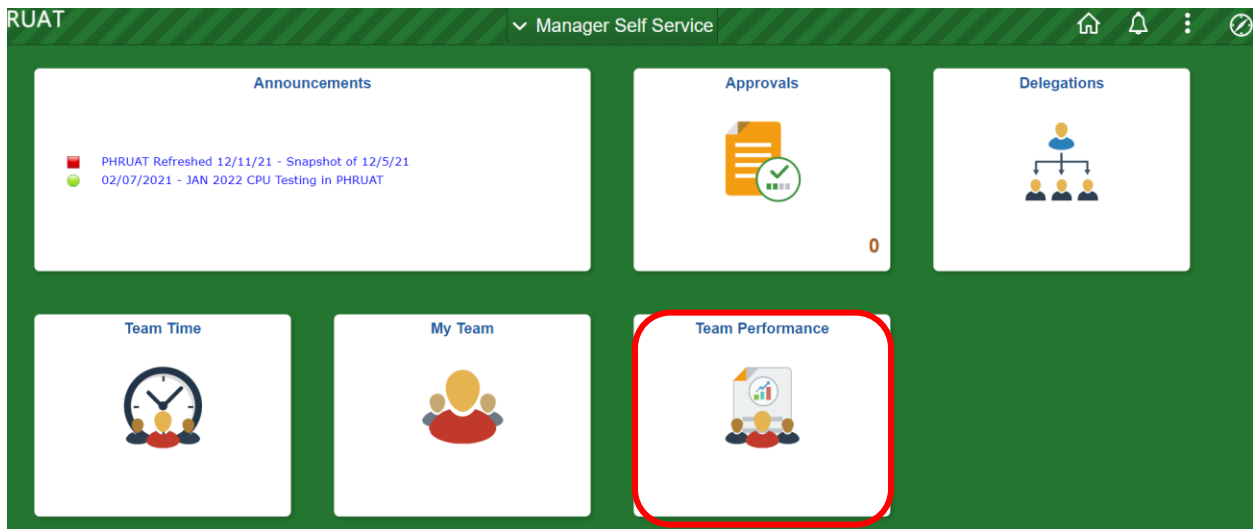 RUAT
Manager Self Service
Announcements
PHRUAT Refreshed 12/11/21 - Snapshot of 12/5/21
02/07/2021 - JAN 2022 CPU Testing in PHRUAT
Approvals
0
Delegations
Team Time
My Team
Team Performance